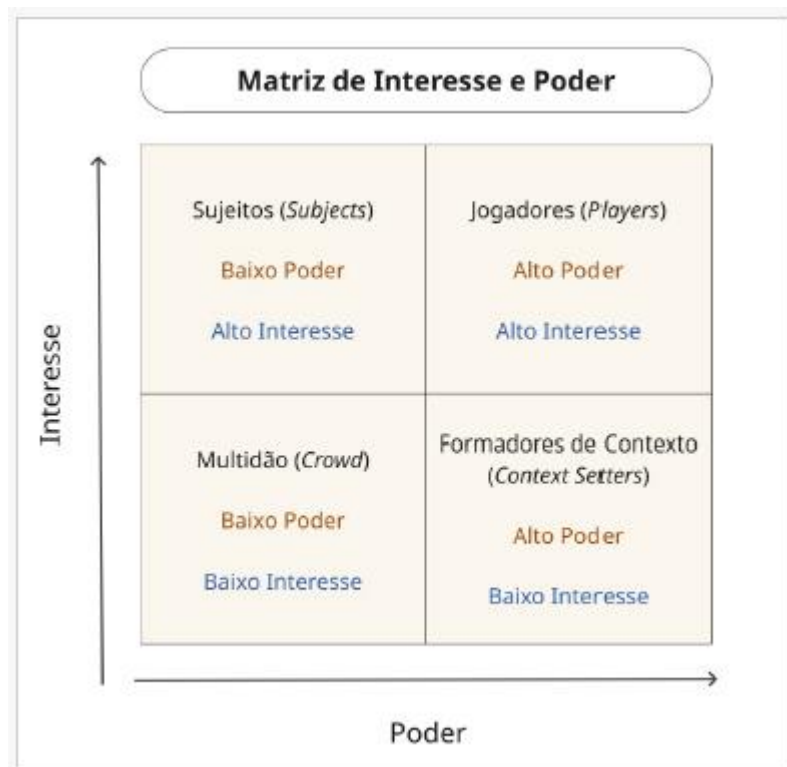 Matriz de Interesse e Poder
Interesse
Sujeitos (Subjects)
Baixo Poder
Alto Interesse
Jogadores (Players)
Alto Poder
Alto Interesse
Multidão (Crowd)
Baixo Poder
Baixo Interesse
Formadores de Contexto
(Context Setters)
Alto Poder
Baixo Interesse
Poder